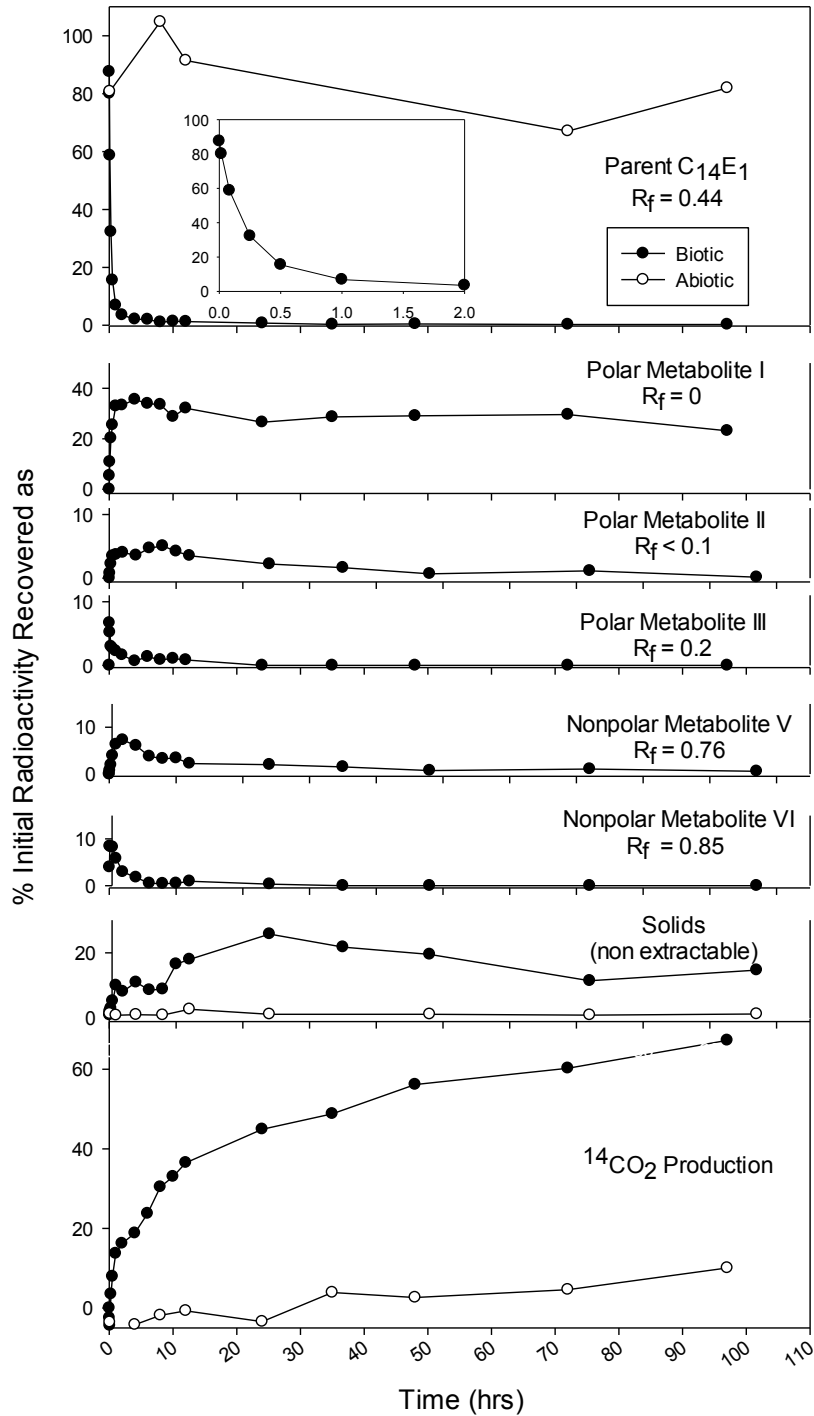 % Initial Radioactivity Recovered as
100
80
60
40
20
0
100
80
60
40
20
0
0.0 0.5 1.0 1.5 2.0
Parent C14E1
Rf = 0.44
Biotic
Abiotic
Polar Metabolite I
Rf = 0
40
20
0
Polar Metabolite II
Rf < 0.1
10
0
Polar Metabolite III
Rf = 0.2
10
0
Nonpolar Metabolite V
Rf = 0.76
10
0
Nonpolar Metabolite VI
Rf = 0.85
10
0
Solids
(non extractable)
20
0
60
40
20
0
14CO2 Production
0 10 20 30 40 50 60 70 80 90 100 110
Time (hrs)